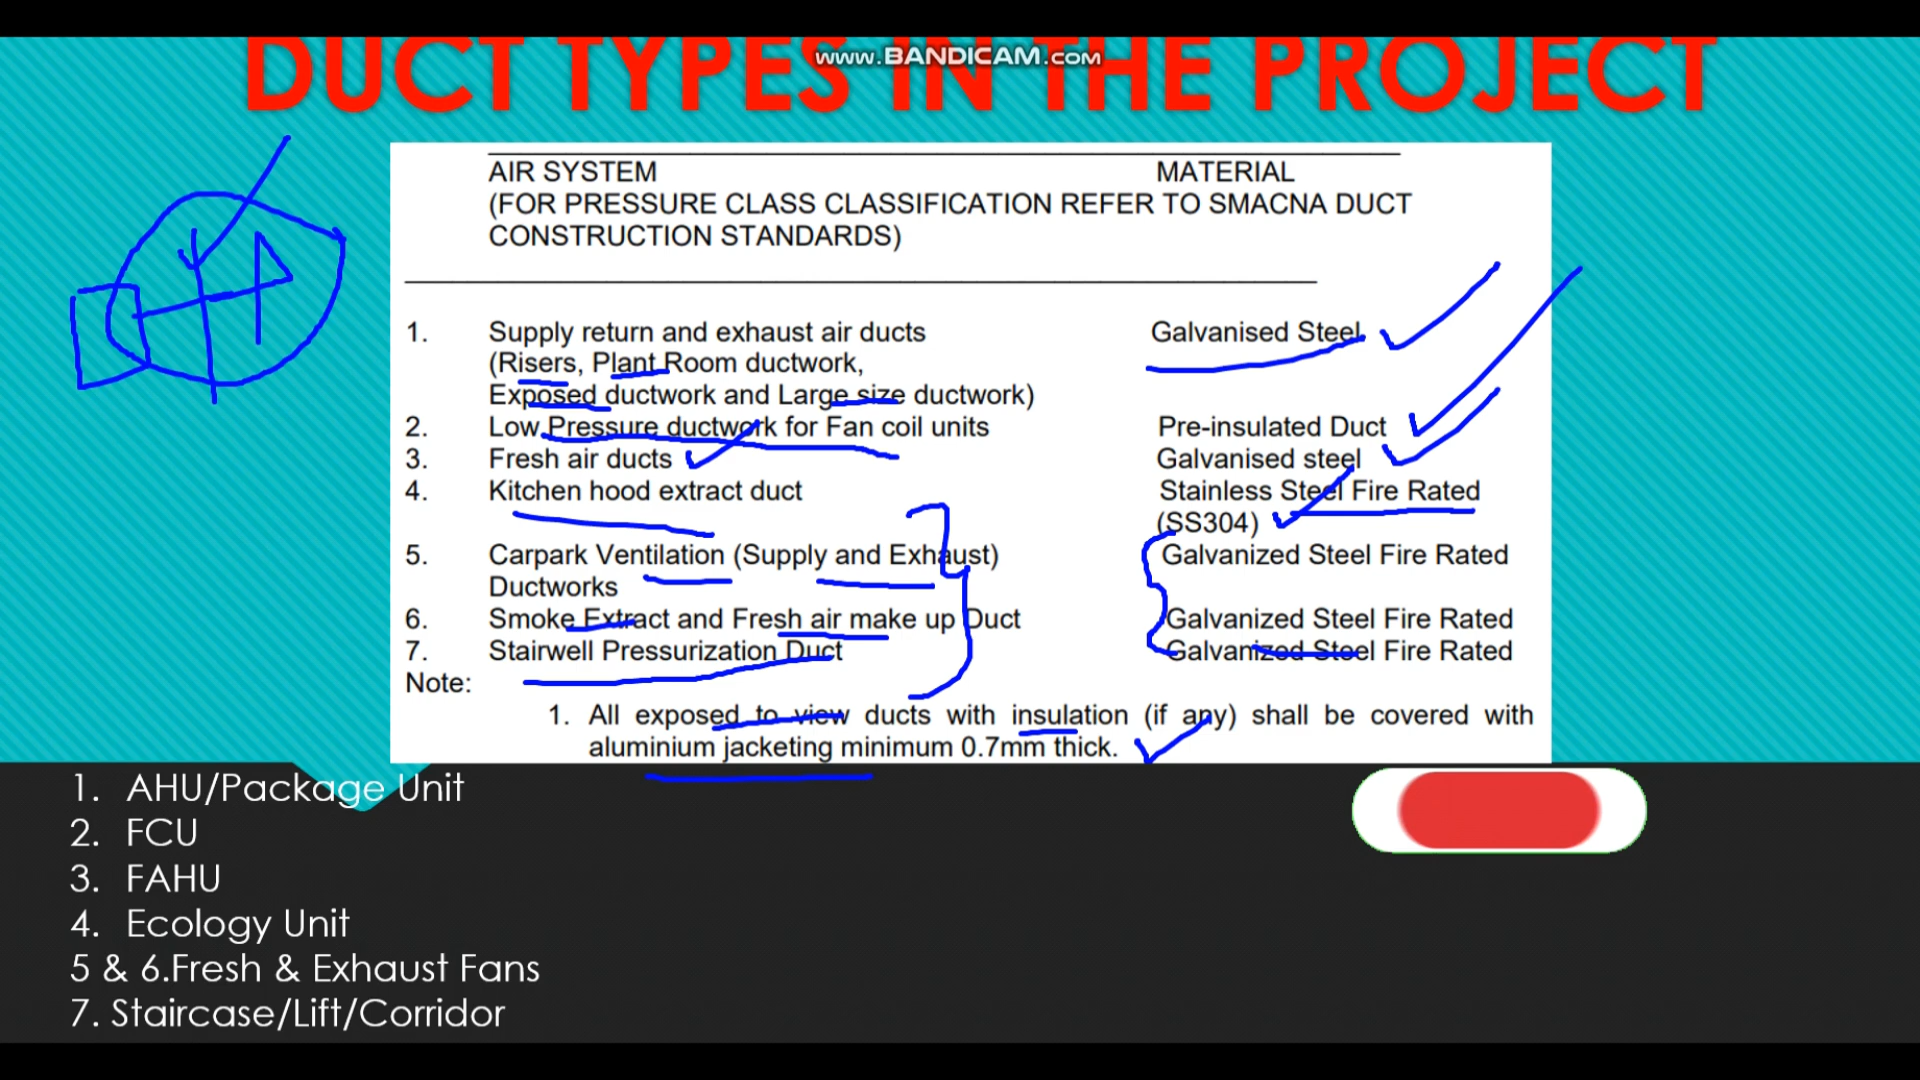 DUCT TYPES IN THE PROJECT
www.BANDICAM.com
AIR SYSTEM MATERIAL
(FOR PRESSURE CLASS CLASSIFICATION REFER TO SMACNA DUCT
CONSTRUCTION STANDARDS)
1. Supply return and exhaust air ducts Galvanised Steel
(Risers, Plant Room ductwork,
Exposed ductwork and Large size ductwork)
2. Low Pressure ductwork for Fan coil units Pre-insulated Duct
3. Fresh air ducts Galvanised steel
4. Kitchen hood extract duct Stainless Steel Fire Rated
(SS304)
5. Carpark Ventilation (Supply and Exhaust) Galvanized Steel Fire Rated
Ductworks
6. Smoke Extract and Fresh air make up Duct Galvanized Steel Fire Rated
7. Stairwell Pressurization Duct Galvanized Steel Fire Rated
Note:
1. All exposed to view ducts with insulation (if any) shall be covered with
aluminium jacketing minimum 0.7mm thick.
1. AHU/Package Unit
2. FCU
3. FAHU
4. Ecology Unit
5 & 6.Fresh & Exhaust Fans
7. Staircase/Lift/Corridor